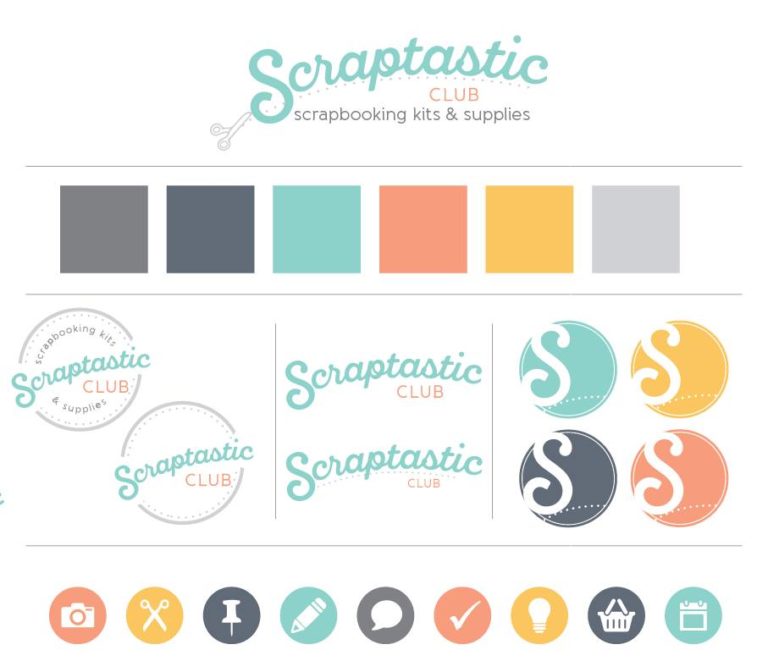 Scraptastic
CLUB
scrapbooking kits & supplies
scrapbooking kits
Scraptastic
CLUB
& supplies
Scraptastic
CLUB
Scraptastic
CLUB
Scraptastic
CLUB
S
S
S
S